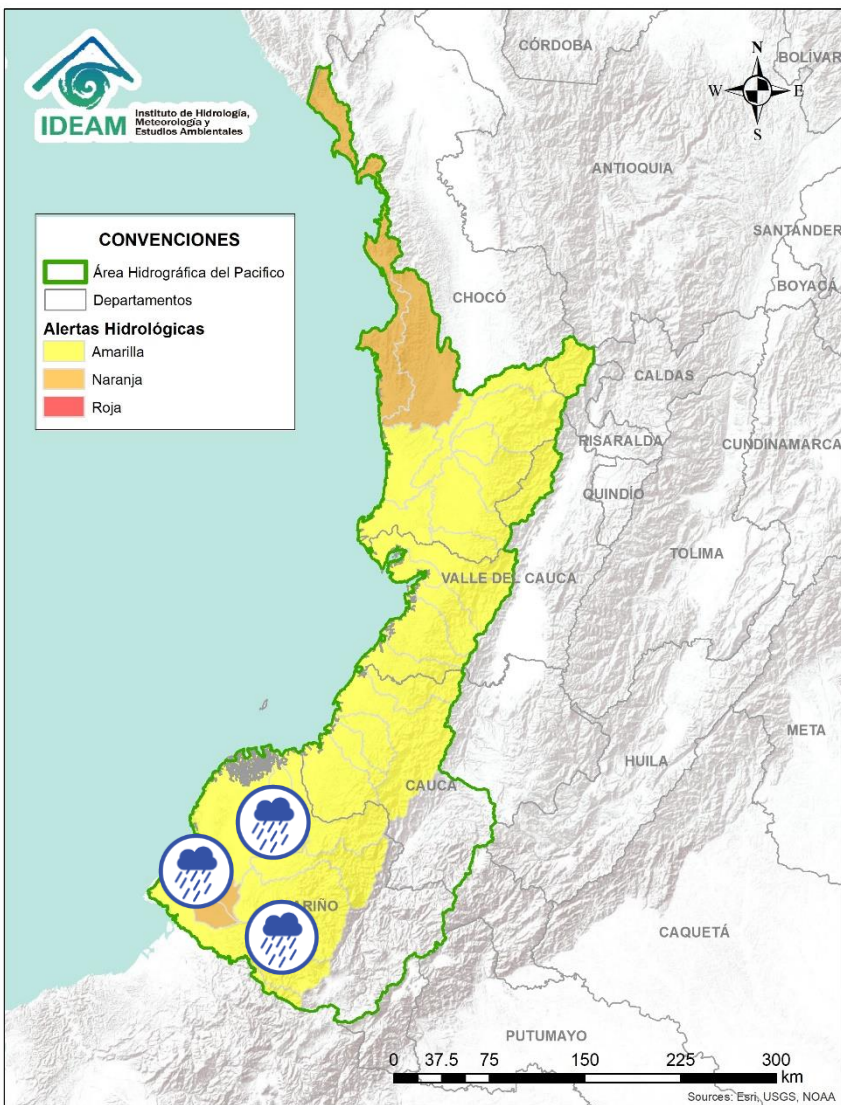 CÓRDOBA
BOLÍVAR
N
W E
S
IDEAM
Instituto de Hidrología,
Meteorología y
Estudios Ambientales
ANTIOQUIA
SANTANDER
CONVENCIONES
Área Hidrográfica del Pacifico
Departamentos
Alertas Hidrológicas
Amarilla
Naranja
Roja
BOYACÁ
CHOCÓ
CALDAS
RISARALDA
CUNDINAMARCA
QUINDÍO
TOLIMA
VALLE DEL CAUCA
META
HUILA
CAUCA
ARIÑO
CAQUETÁ
PUTUMAYO
0 37.5 75 150 225 300
km
Sources: Esri, USGS, NOAA